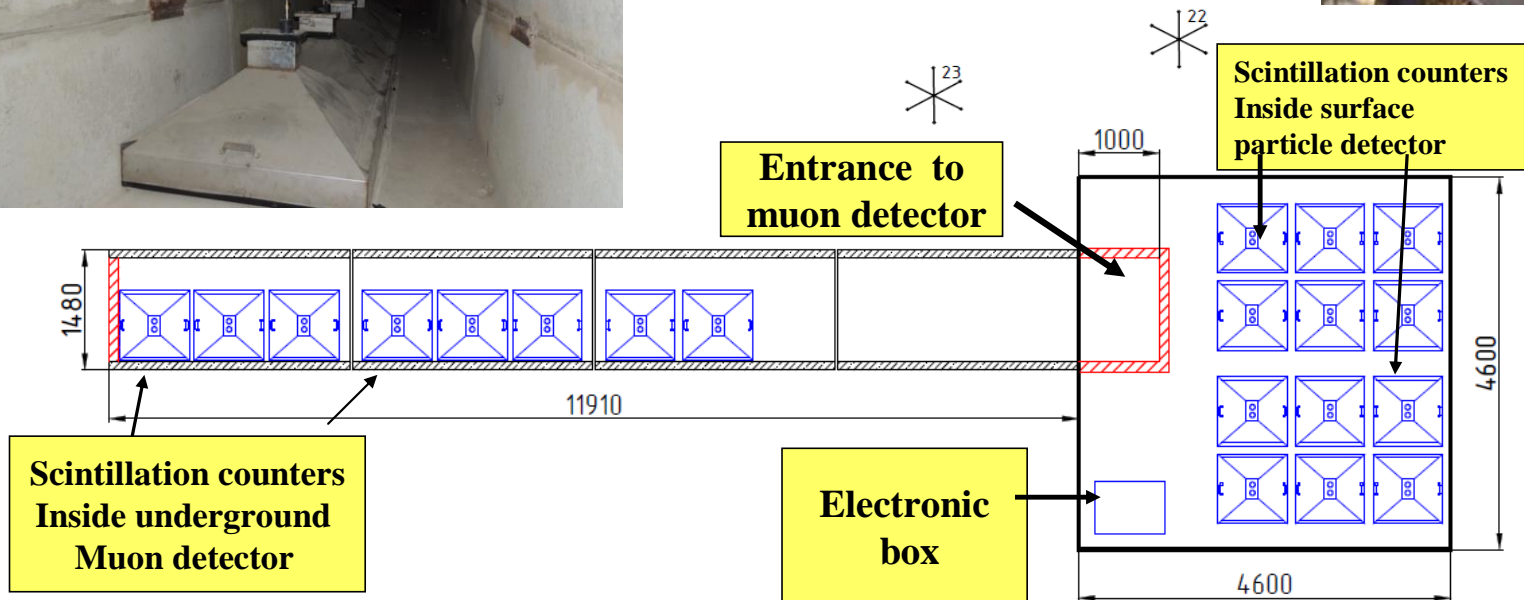 22
23
Scintillation counters
Inside surface
particle detector
1000
Entrance to
muon detector
1480
4600
11910
Scintillation counters
Inside underground
Muon detector
Electronic
box
4600